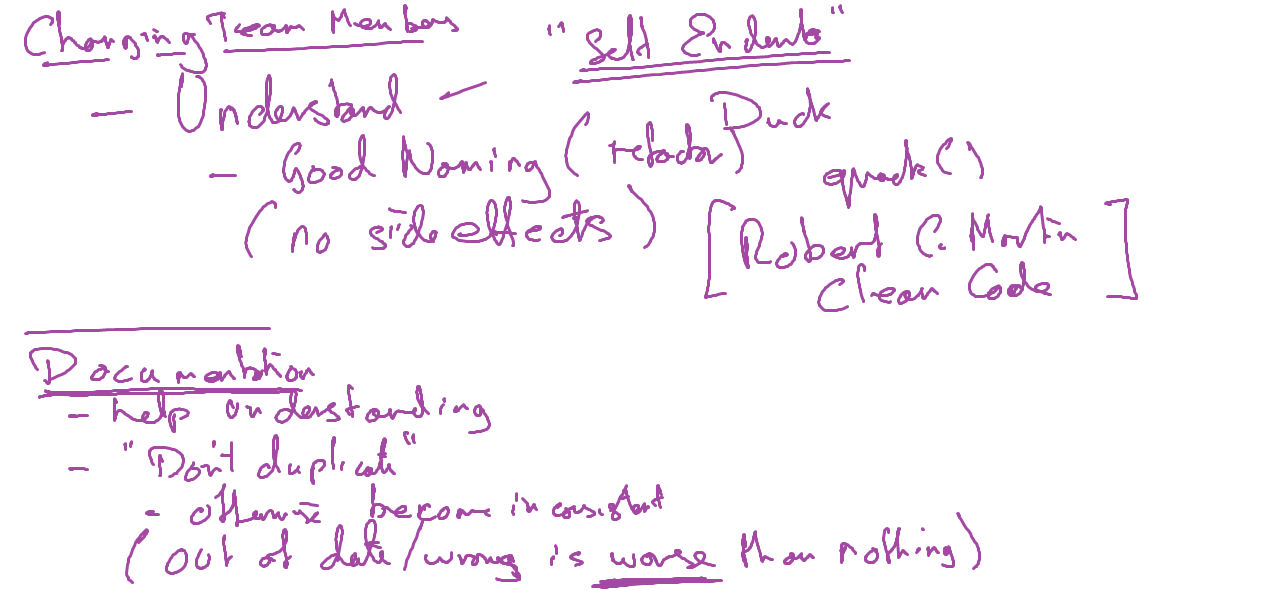 Changing Team Members
"Self Evident"
- Understand -
Duck
- Good Naming (refactor)
quack()
(no side effects)
[Robert C. Martin
Clean Code]
Documentation
- help understanding
- "Don't duplicate"
- otherwise become inconsistent
(out of date/wrong is worse than nothing)